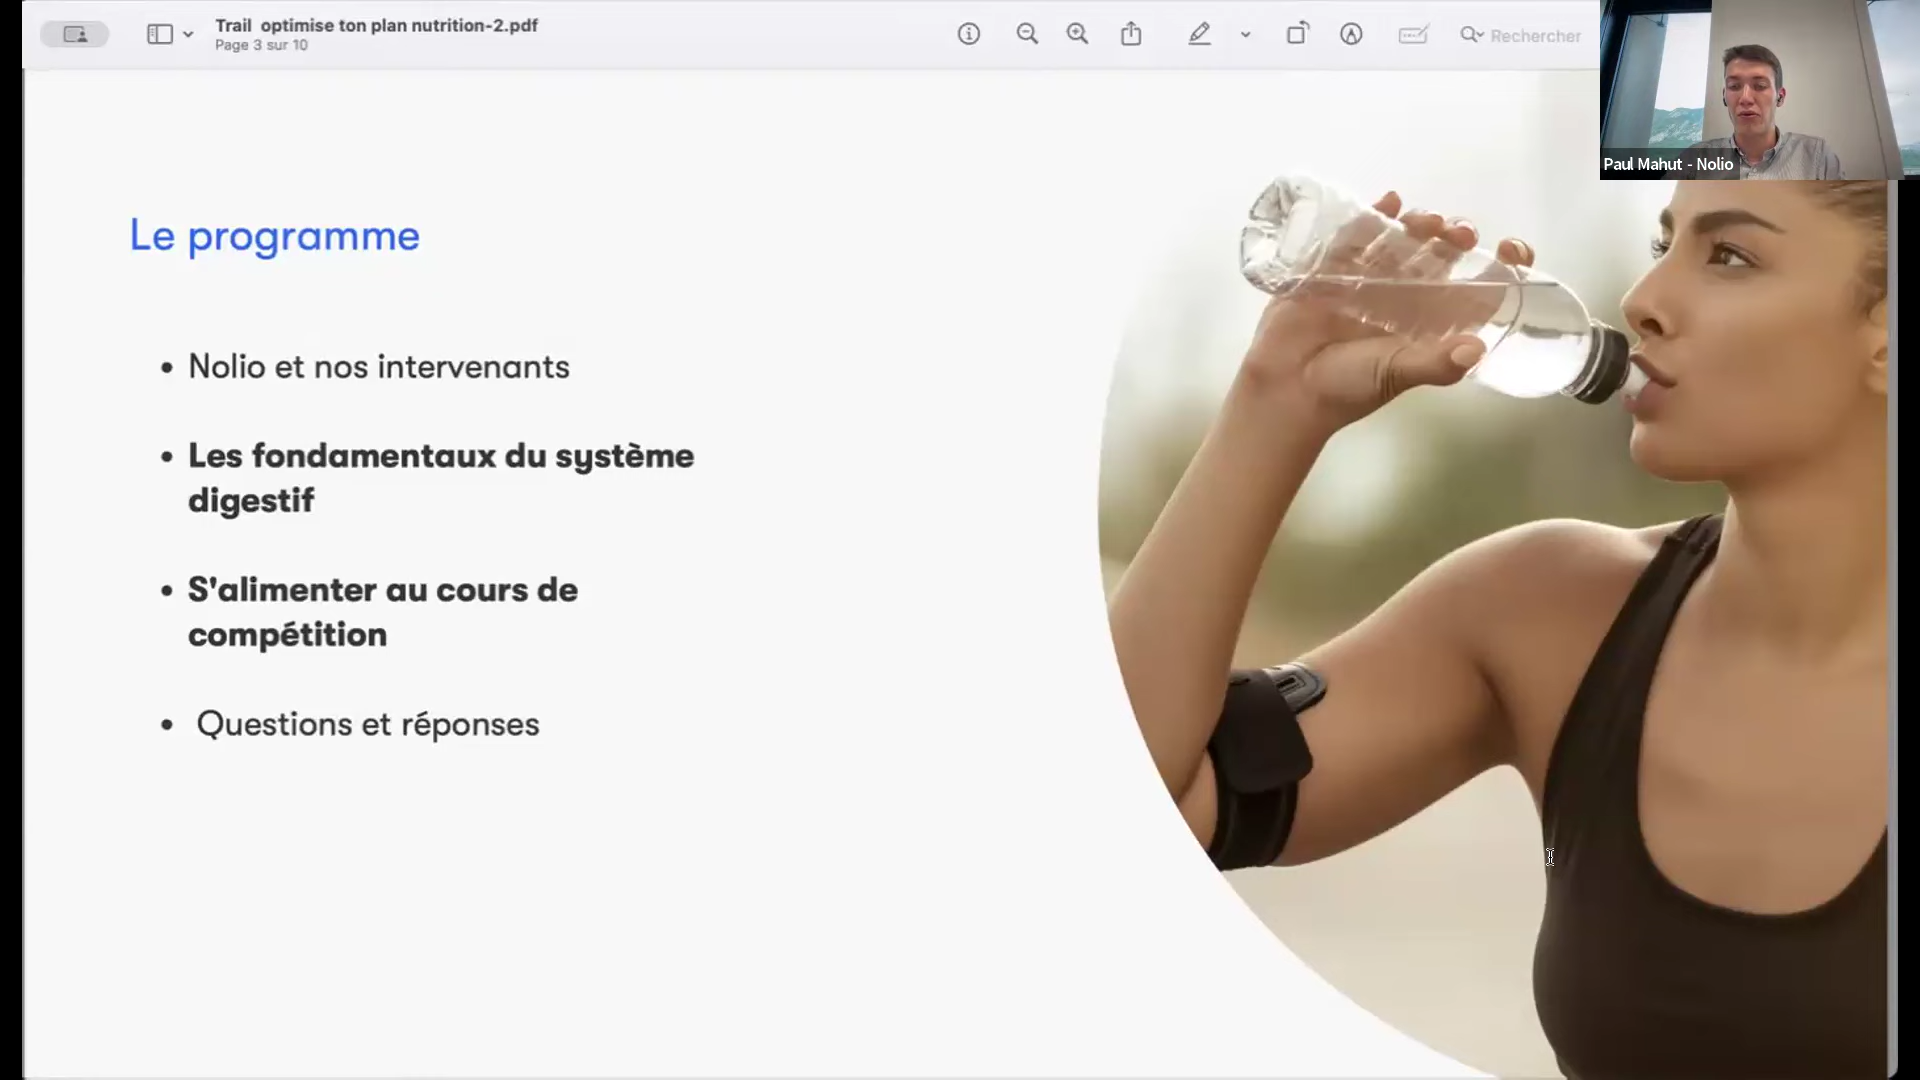 Trail  optimise ton plan nutrition-2.pdf
Page 3 sur 10
Rechercher
Paul Mahut - Nolio
Le programme
• Nolio et nos intervenants
• Les fondamentaux du système
digestif
• S'alimenter au cours de
compétition
• Questions et réponses